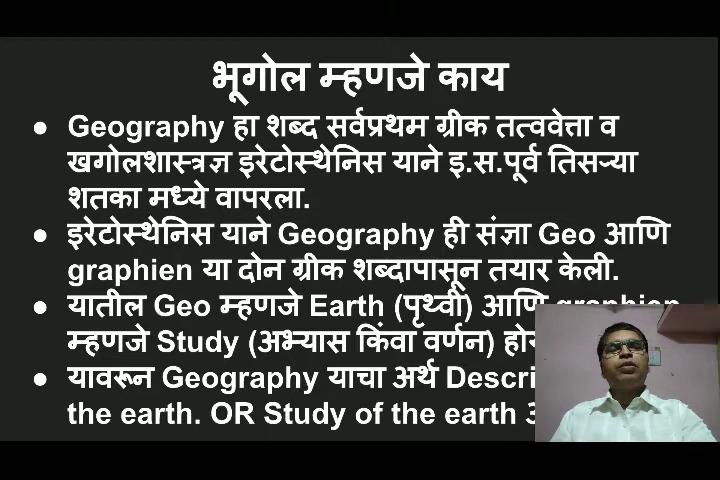 भूगोल म्हणजे काय
● Geography हा शब्द सर्वप्रथम ग्रीक तत्ववेत्ता व
खगोलशास्त्रज्ञ इरेटोस्थेनिस याने इ.स.पूर्व तिसऱ्या
शतका मध्ये वापरला.
● इरेटोस्थेनिस याने Geography ही संज्ञा Geo आणि
graphien या दोन ग्रीक शब्दापासून तयार केली.
● यातील Geo म्हणजे Earth (पृथ्वी) आणि graphien
म्हणजे Study (अभ्यास किंवा वर्णन)
● यावरून Geography याचा अर्थ
the earth. OR Study of the earth